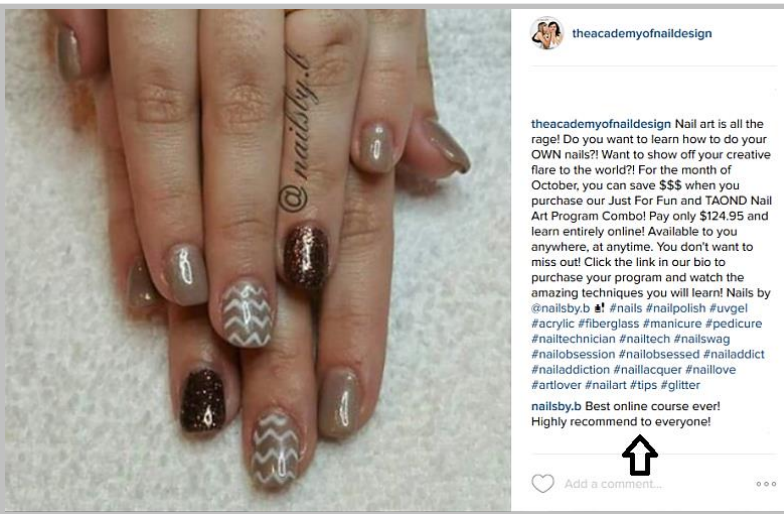 @nailsby.b
theacademyofnaildesign
theacademyofnaildesign Nail art is all the
rage! Do you want to learn how to do your
OWN nails?! Want to show off your creative
flare to the world?! For the month of
October, you can save $$$ when you
purchase our Just For Fun and TAOND Nail
Art Program Combo! Pay only $124.95 and
learn entirely online! Available to you
anywhere, at anytime. You don't want to
miss out! Click the link in our bio to
purchase your program and watch the
amazing techniques you will learn! Nails by
@nailsby.b 💅🏿 #nails #nailpolish #uvgel
#acrylic #fiberglass #manicure #pedicure
#nailtechnician #nailtech #nailswag
#nailobsession #nailobsessed #nailaddict
#nailaddiction #naillacquer #naillove
#artlover #nailart #tips #glitter
nailsby.b Best online course ever!
Highly recommend to everyone!
Add a comment...